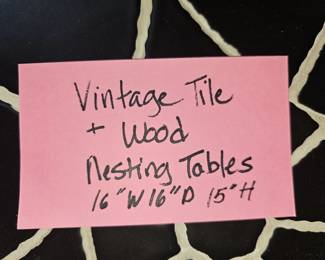 Vintage Tile
+ Wood
Nesting Tables
16"W 16"D 15"H